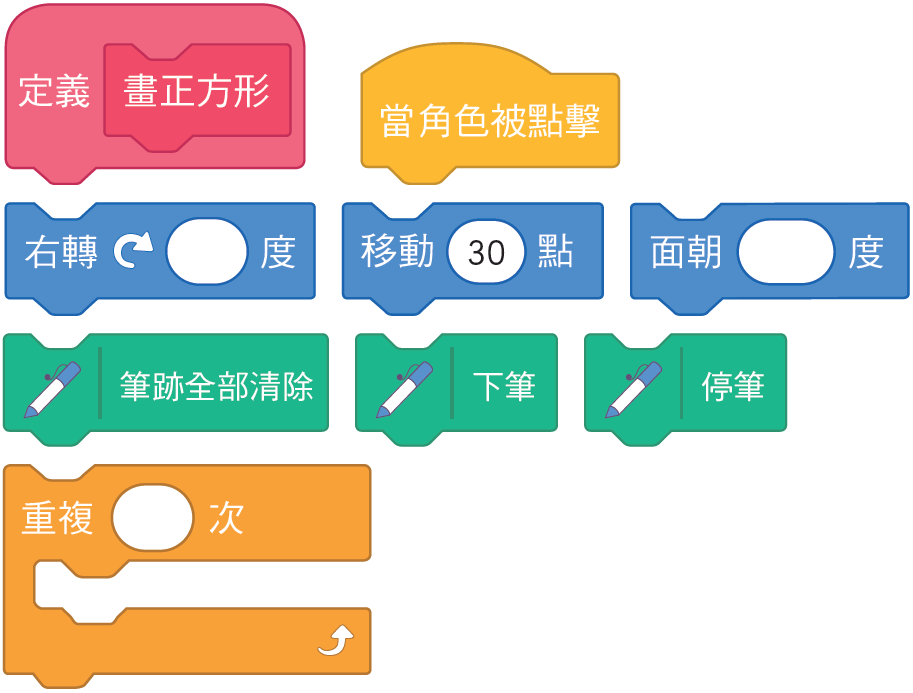 定義 畫正方形
當角色被點擊
右轉 度
移動 30 點
面朝 度
筆跡全部清除
下筆
停筆
重複 次